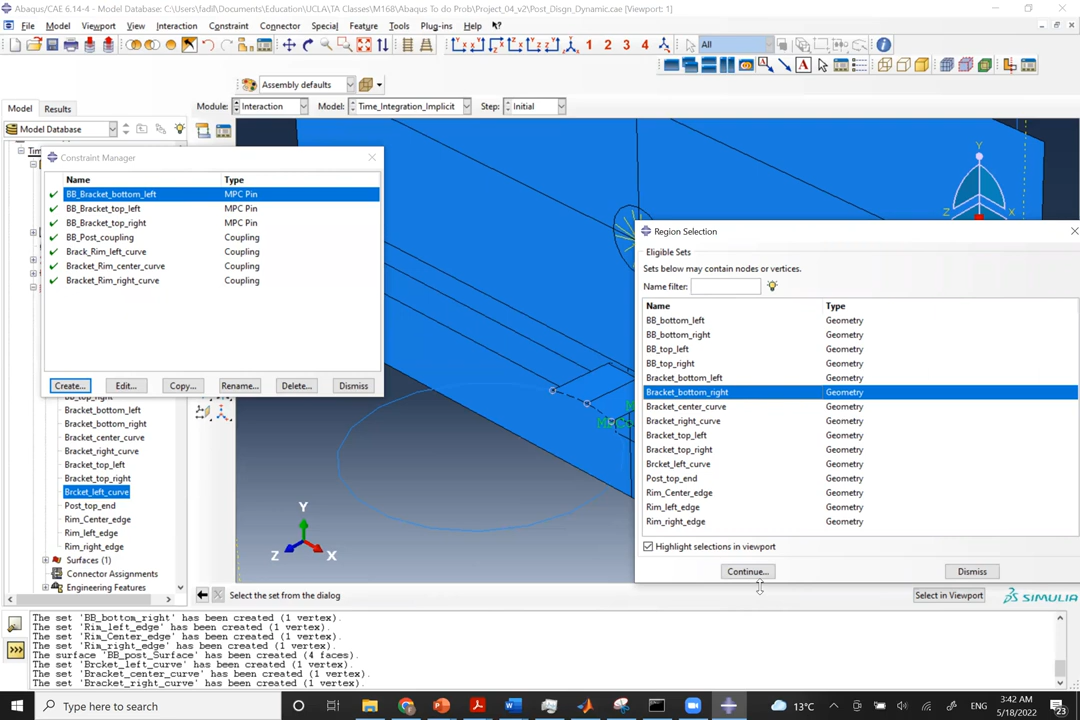 Abaqus/CAE 6.14-4 - Model Database: C:\Users\fadil\Documents\Education\UCLA\TA Classes\M168\Abaqus To do Prob\Project_04_v2\Post_Disgn_Dynamic.cae [Viewport: 1]
File Model Viewport View Interaction Constraint Connector Special Feature Tools Plug-ins Help
1 2 3 4 All
Assembly defaults
Model Results Module: Interaction Model: Time_Integration_Implicit Step: Initial
Model Database
Constraint Manager
Name Type
BB_Bracket_bottom_left MPC Pin
BB_Bracket_top_left MPC Pin
BB_Bracket_top_right MPC Pin
BB_Post_coupling Coupling
Brack_Rim_left_curve Coupling
Bracket_Rim_center_curve Coupling
Bracket_Rim_right_curve Coupling
Create... Edit... Copy... Rename... Delete... Dismiss
Bracket_bottom_left
Bracket_bottom_right
Bracket_center_curve
Bracket_right_curve
Bracket_top_left
Bracket_top_right
Brcket_left_curve
Post_top_end
Rim_Center_edge
Rim_left_edge
Rim_right_edge
Surfaces (1)
Connector Assignments
Engineering Features
Y
Z X
Y
Z X
Region Selection
Eligible Sets
Sets below may contain nodes or vertices.
Name filter:
Name Type
BB_bottom_left Geometry
BB_bottom_right Geometry
BB_top_left Geometry
BB_top_right Geometry
Bracket_bottom_left Geometry
Bracket_bottom_right Geometry
Bracket_center_curve Geometry
Bracket_right_curve Geometry
Bracket_top_left Geometry
Bracket_top_right Geometry
Brcket_left_curve Geometry
Post_top_end Geometry
Rim_Center_edge Geometry
Rim_left_edge Geometry
Rim_right_edge Geometry
Highlight selections in viewport
Continue... Dismiss
Select the set from the dialog Select in Viewport SIMULIA
The set 'BB_bottom_right' has been created (1 vertex).
The set 'Rim_left_edge' has been created (1 vertex).
The set 'Rim_Center_edge' has been created (1 vertex).
The set 'Rim_right_edge' has been created (1 vertex).
The surface 'BB_post_Surface' has been created (4 faces).
The set 'Brcket_left_curve' has been created (1 vertex).
The set 'Bracket_center_curve' has been created (1 vertex).
The set 'Bracket_right_curve' has been created (1 vertex).
Type here to search 13°C ENG 3:42 AM
5/18/2022 23